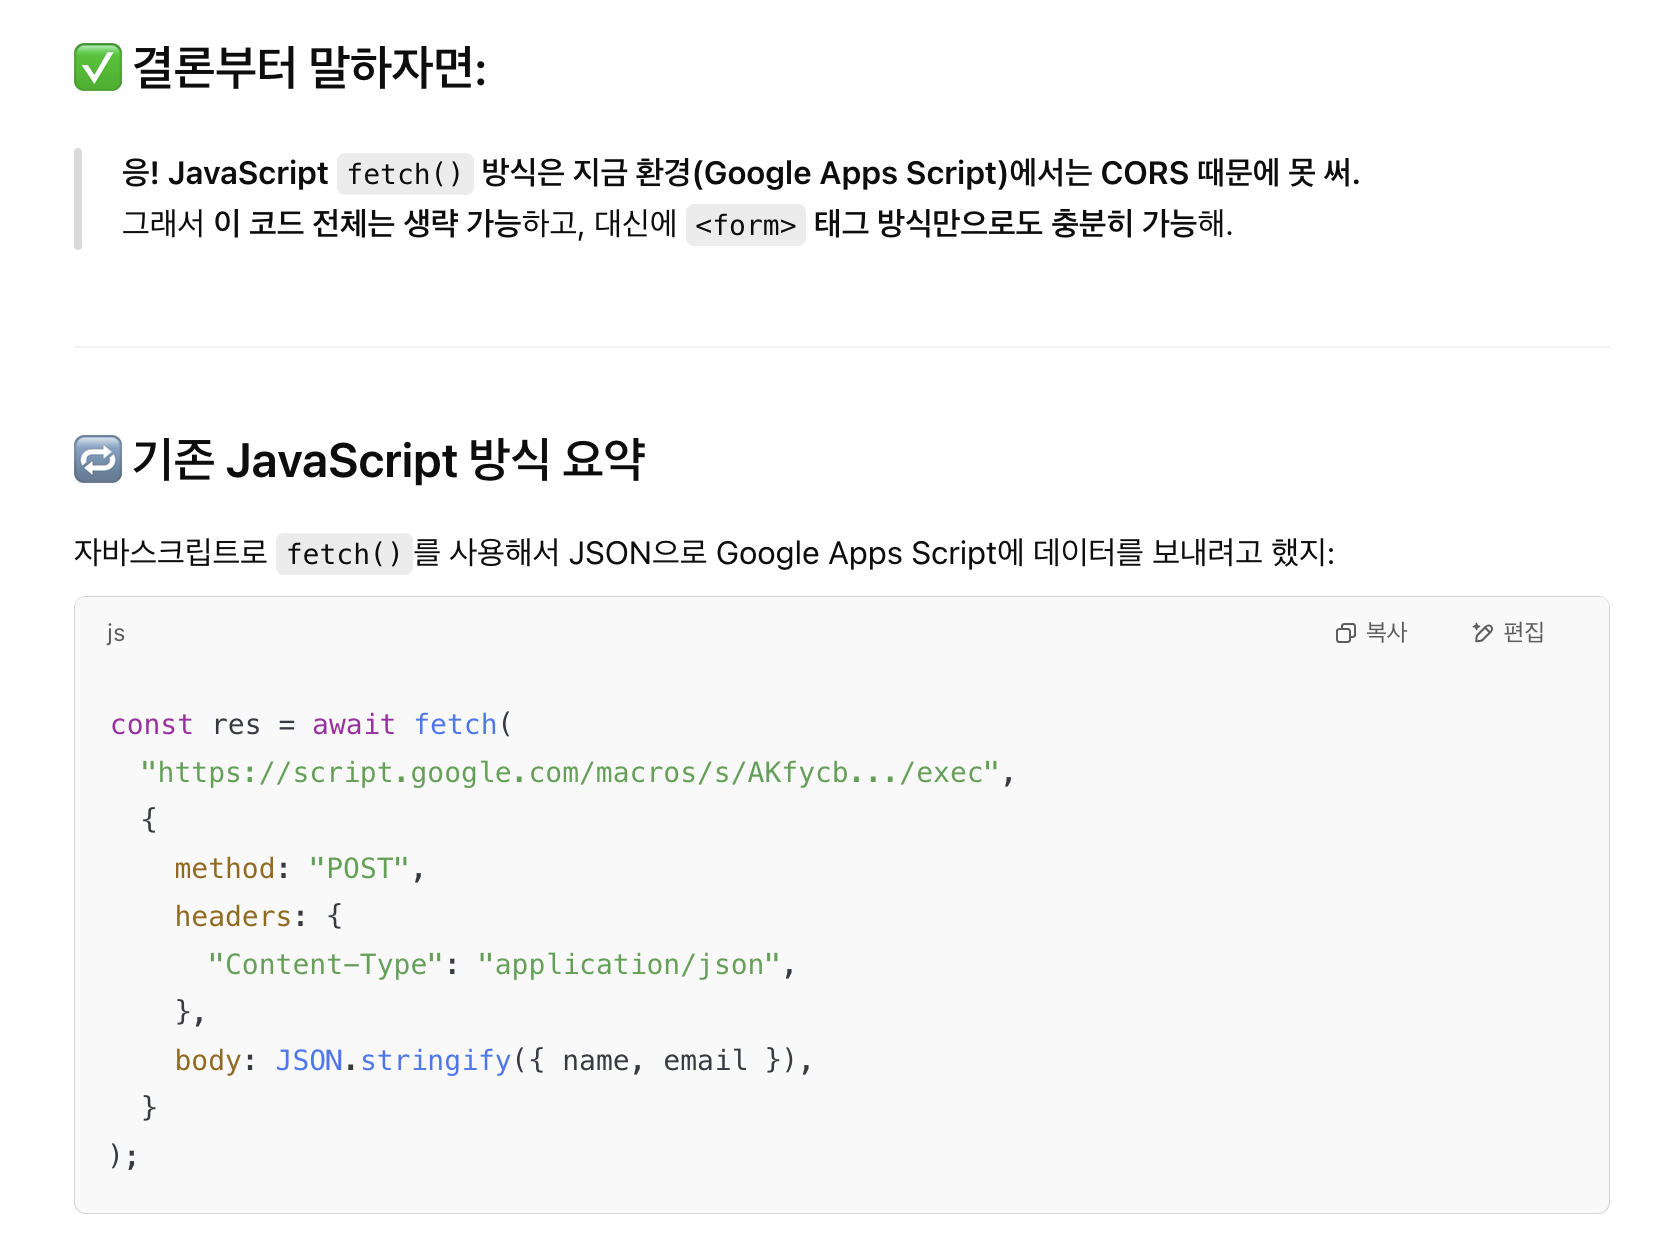 ✅ 결론부터 말하자면:
응! JavaScript fetch() 방식은 지금 환경(Google Apps Script)에서는 CORS 때문에 못 써.
그래서 이 코드 전체는 생략 가능하고, 대신에 <form> 태그 방식만으로도 충분히 가능해.
🔁 기존 JavaScript 방식 요약
자바스크립트로 fetch()를 사용해서 JSON으로 Google Apps Script에 데이터를 보내려고 했지:
js 복사 편집
const res = await fetch(
  "https://script.google.com/macros/s/AKfycb.../exec",
  {
    method: "POST",
    headers: {
      "Content-Type": "application/json",
    },
    body: JSON.stringify({ name, email }),
  }
);